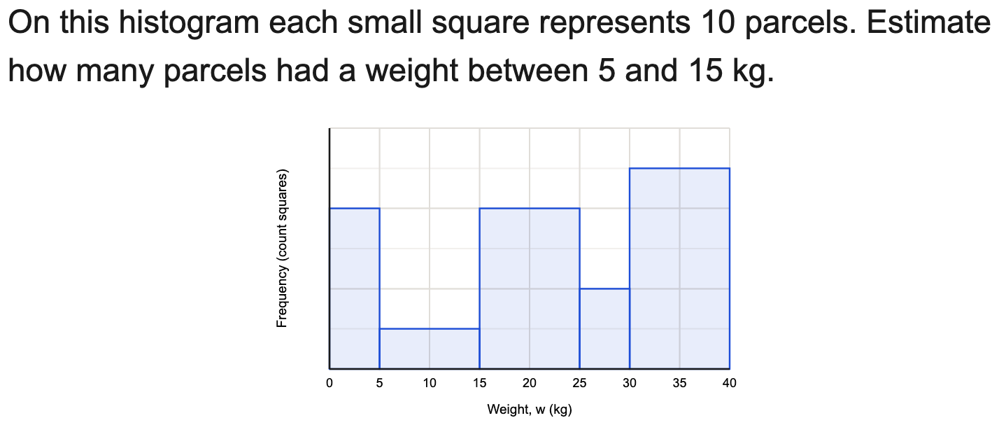 On this histogram each small square represents 10 parcels. Estimate
how many parcels had a weight between 5 and 15 kg.
Frequency (count squares)
0 5 10 15 20 25 30 35 40
Weight, w (kg)